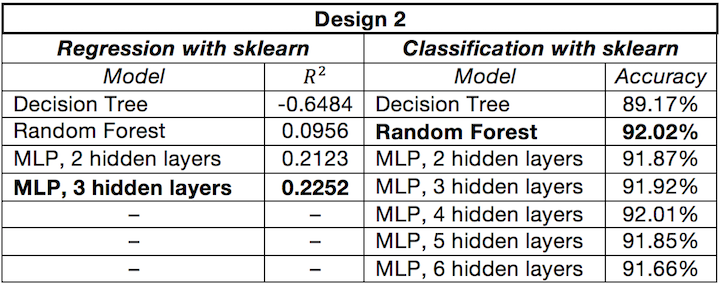 Design 2
Regression with sklearn Classification with sklearn
Model R² Model Accuracy
Decision Tree -0.6484 Decision Tree 89.17%
Random Forest 0.0956 Random Forest 92.02%
MLP, 2 hidden layers 0.2123 MLP, 2 hidden layers 91.87%
MLP, 3 hidden layers 0.2252 MLP, 3 hidden layers 91.92%
– – MLP, 4 hidden layers 92.01%
– – MLP, 5 hidden layers 91.85%
– – MLP, 6 hidden layers 91.66%